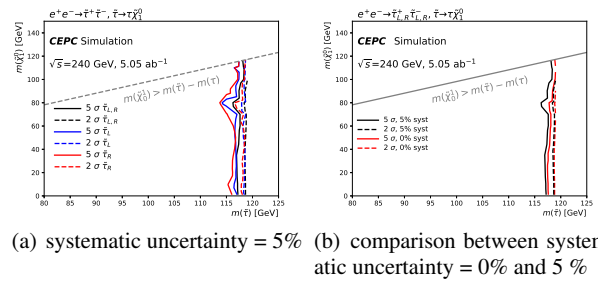 e⁺e⁻→τ̃⁺τ̃⁻, τ̃→τχ̃₁⁰
m(χ̃₁⁰) [GeV]
140
120
100
80
60
40
20
0
CEPC Simulation
√s=240 GeV, 5.05 ab⁻¹
m(χ̃₁⁰) > m(τ̃) − m(τ)
5 σ τ̃L,R
2 σ τ̃L,R
5 σ τ̃L
2 σ τ̃L
5 σ τ̃R
2 σ τ̃R
80 85 90 95 100 105 110 115 120 125
m(τ̃) [GeV]
e⁺e⁻→τ̃⁺L,R τ̃⁻L,R, τ̃→τχ̃₁⁰
m(χ̃₁⁰) [GeV]
140
120
100
80
60
40
20
0
CEPC Simulation
√s=240 GeV, 5.05 ab⁻¹
m(χ̃₁⁰) > m(τ̃) − m(τ)
5 σ, 5% syst
2 σ, 5% syst
5 σ, 0% syst
2 σ, 0% syst
80 85 90 95 100 105 110 115 120 125
m(τ̃) [GeV]
(a) systematic uncertainty = 5%
(b) comparison between system-
atic uncertainty = 0% and 5 %